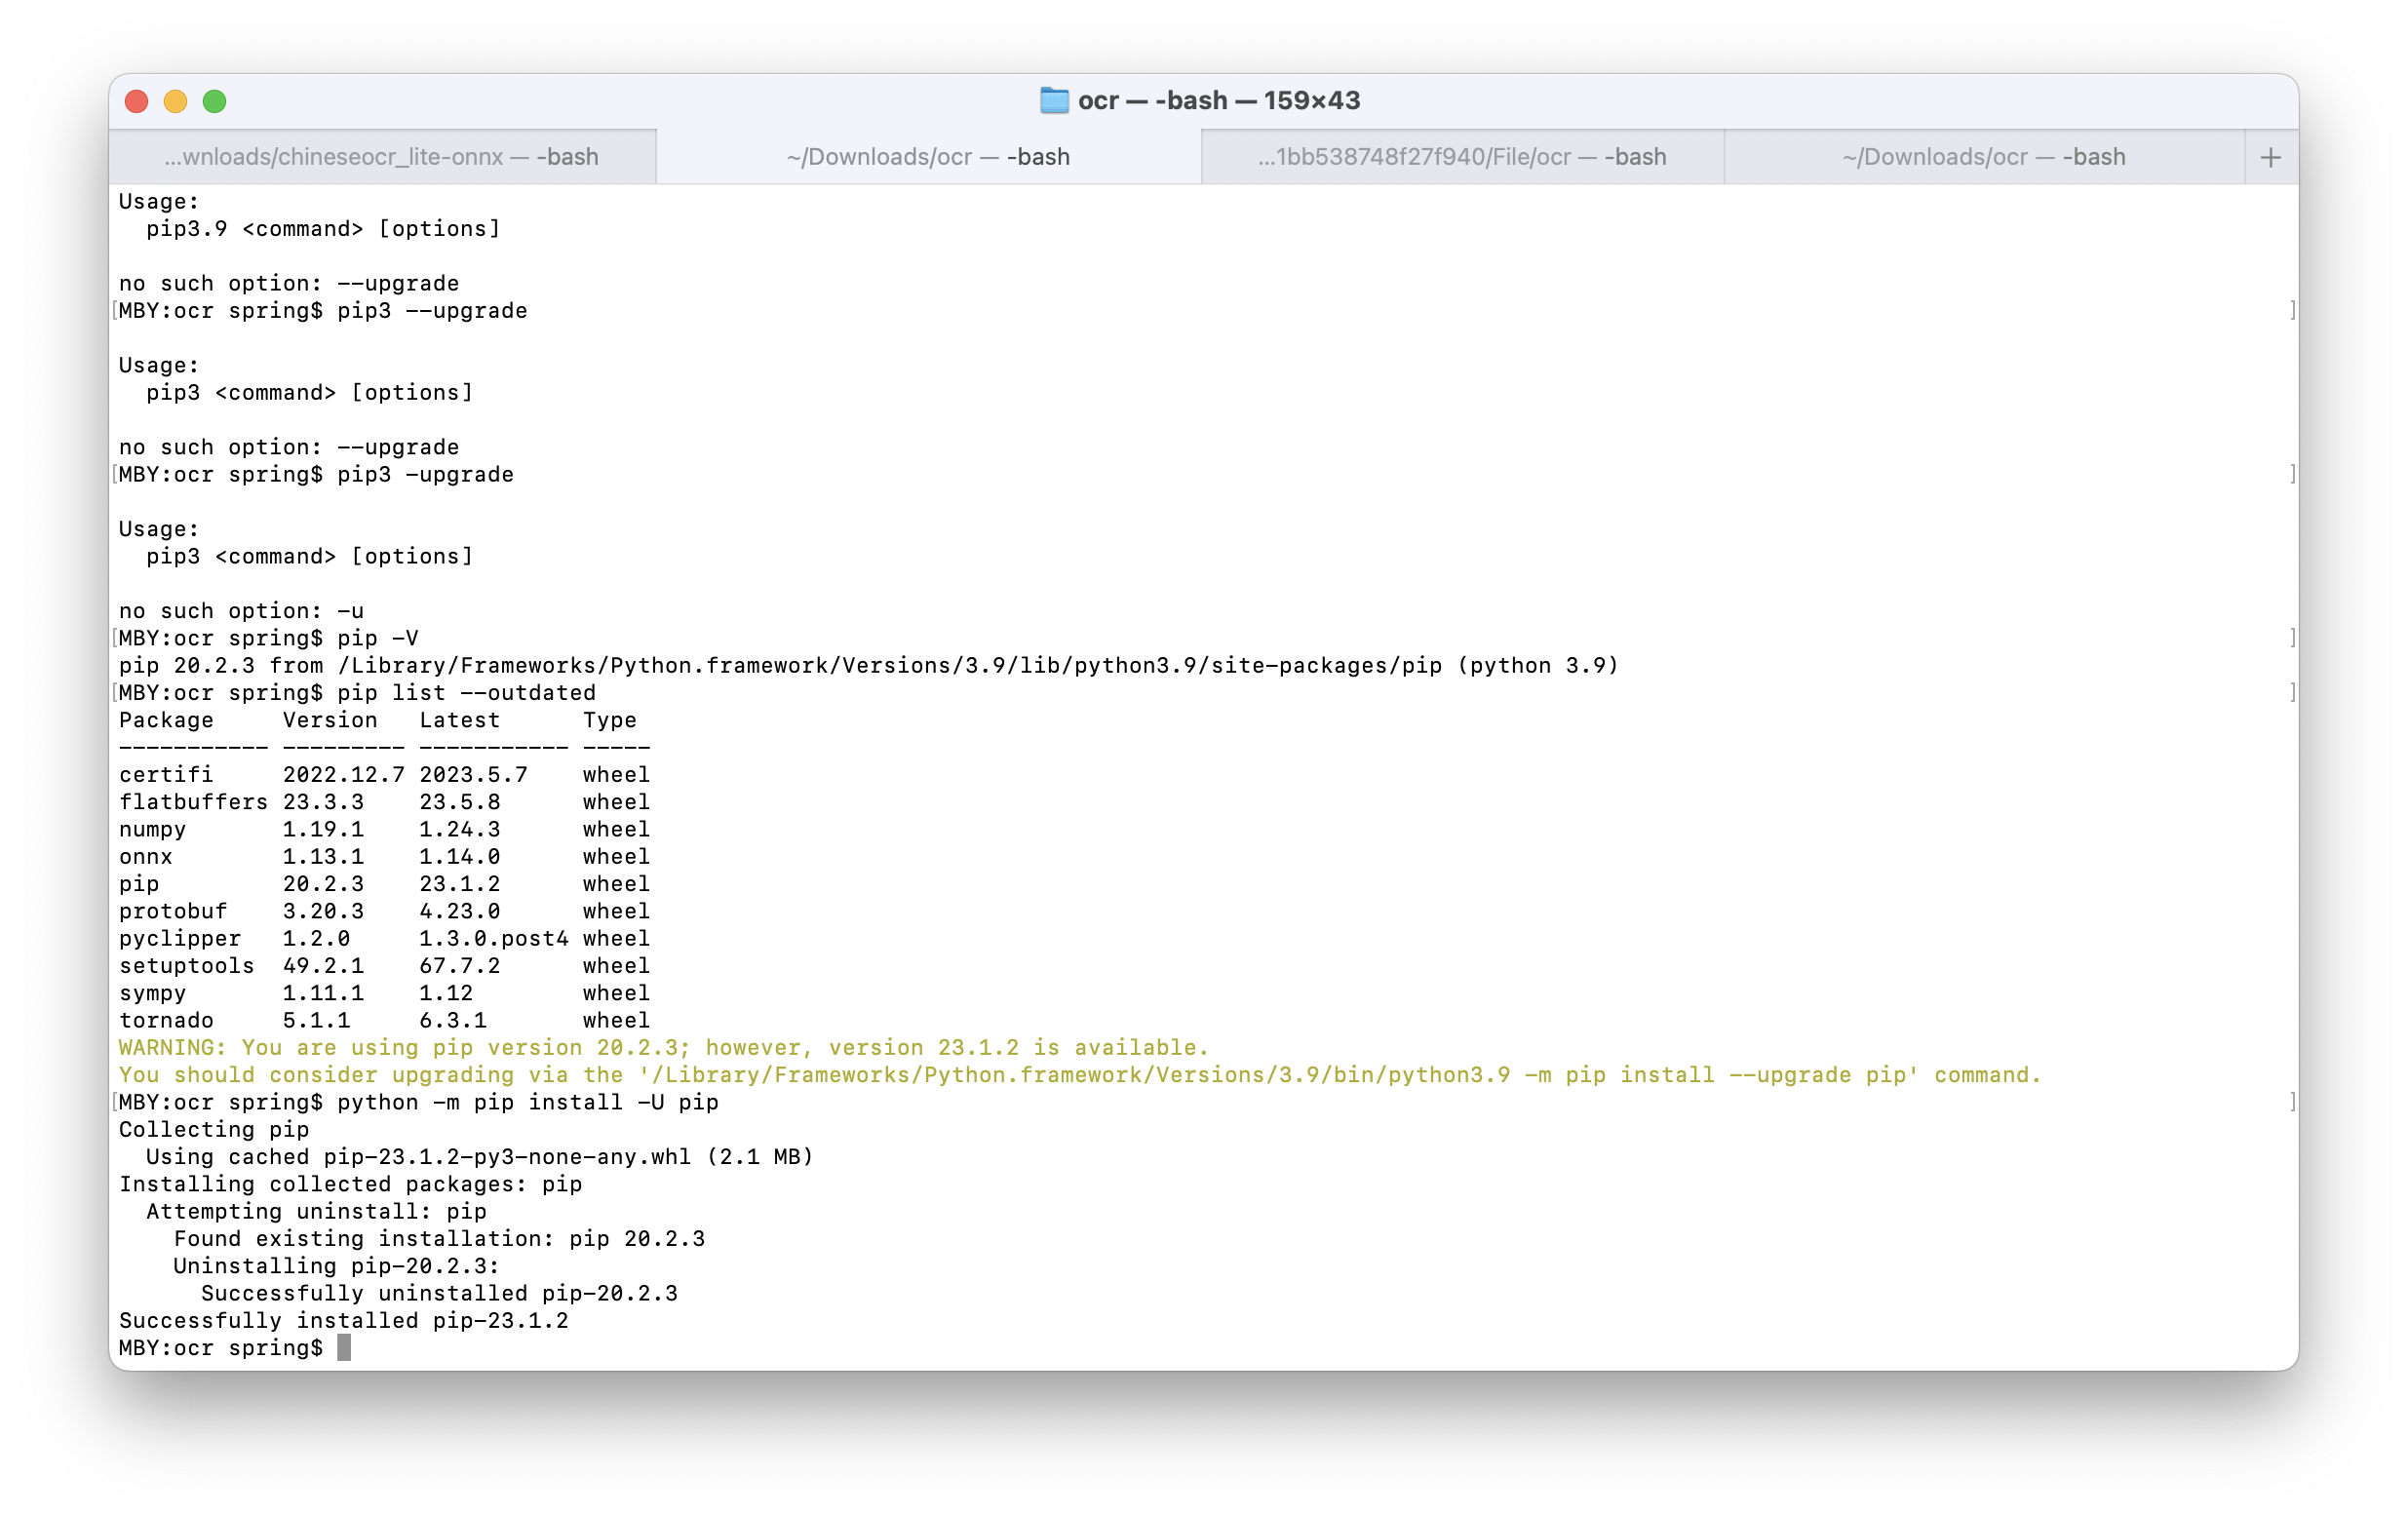 ocr — -bash — 159×43
...wnloads/chineseocr_lite-onnx — -bash ~/Downloads/ocr — -bash ...1bb538748f27f940/File/ocr — -bash ~/Downloads/ocr — -bash +
Usage:
  pip3.9 <command> [options]

no such option: --upgrade
[MBY:ocr spring$ pip3 --upgrade ]

Usage:
  pip3 <command> [options]

no such option: --upgrade
[MBY:ocr spring$ pip3 -upgrade ]

Usage:
  pip3 <command> [options]

no such option: -u
[MBY:ocr spring$ pip -V ]
pip 20.2.3 from /Library/Frameworks/Python.framework/Versions/3.9/lib/python3.9/site-packages/pip (python 3.9)
[MBY:ocr spring$ pip list --outdated ]
Package     Version   Latest      Type
----------- --------- ----------- -----
certifi     2022.12.7 2023.5.7    wheel
flatbuffers 23.3.3    23.5.8      wheel
numpy       1.19.1    1.24.3      wheel
onnx        1.13.1    1.14.0      wheel
pip         20.2.3    23.1.2      wheel
protobuf    3.20.3    4.23.0      wheel
pyclipper   1.2.0     1.3.0.post4 wheel
setuptools  49.2.1    67.7.2      wheel
sympy       1.11.1    1.12        wheel
tornado     5.1.1     6.3.1       wheel
WARNING: You are using pip version 20.2.3; however, version 23.1.2 is available.
You should consider upgrading via the '/Library/Frameworks/Python.framework/Versions/3.9/bin/python3.9 -m pip install --upgrade pip' command.
[MBY:ocr spring$ python -m pip install -U pip ]
Collecting pip
  Using cached pip-23.1.2-py3-none-any.whl (2.1 MB)
Installing collected packages: pip
  Attempting uninstall: pip
    Found existing installation: pip 20.2.3
    Uninstalling pip-20.2.3:
      Successfully uninstalled pip-20.2.3
Successfully installed pip-23.1.2
MBY:ocr spring$